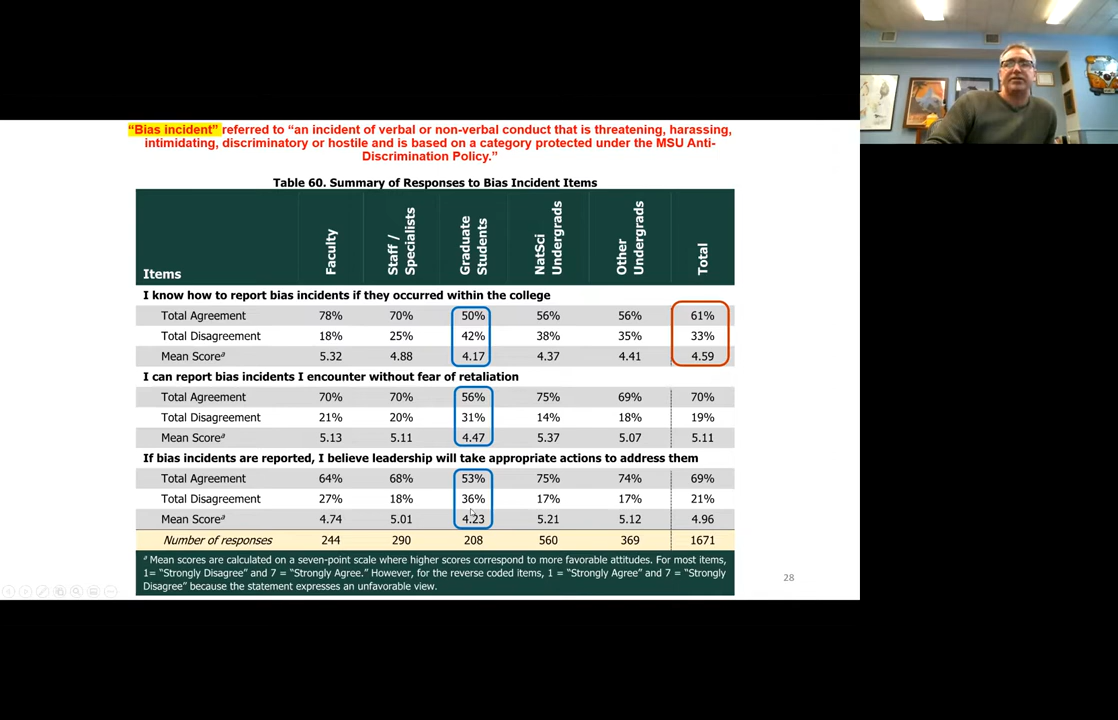 “Bias incident” referred to “an incident of verbal or non-verbal conduct that is threatening, harassing,
intimidating, discriminatory or hostile and is based on a category protected under the MSU Anti-
Discrimination Policy.”
Table 60. Summary of Responses to Bias Incident Items
Items Faculty Staff / Specialists Graduate Students NatSci Undergrads Other Undergrads Total
I know how to report bias incidents if they occurred within the college
Total Agreement 78% 70% 50% 56% 56% 61%
Total Disagreement 18% 25% 42% 38% 35% 33%
Mean Scoreᵃ 5.32 4.88 4.17 4.37 4.41 4.59
I can report bias incidents I encounter without fear of retaliation
Total Agreement 70% 70% 56% 75% 69% 70%
Total Disagreement 21% 20% 31% 14% 18% 19%
Mean Scoreᵃ 5.13 5.11 4.47 5.37 5.07 5.11
If bias incidents are reported, I believe leadership will take appropriate actions to address them
Total Agreement 64% 68% 53% 75% 74% 69%
Total Disagreement 27% 18% 36% 17% 17% 21%
Mean Scoreᵃ 4.74 5.01 4.23 5.21 5.12 4.96
Number of responses 244 290 208 560 369 1671
ᵃ Mean scores are calculated on a seven-point scale where higher scores correspond to more favorable attitudes. For most items,
1= “Strongly Disagree” and 7 = “Strongly Agree.” However, for the reverse coded items, 1 = “Strongly Agree” and 7 = “Strongly
Disagree” because the statement expresses an unfavorable view.
28